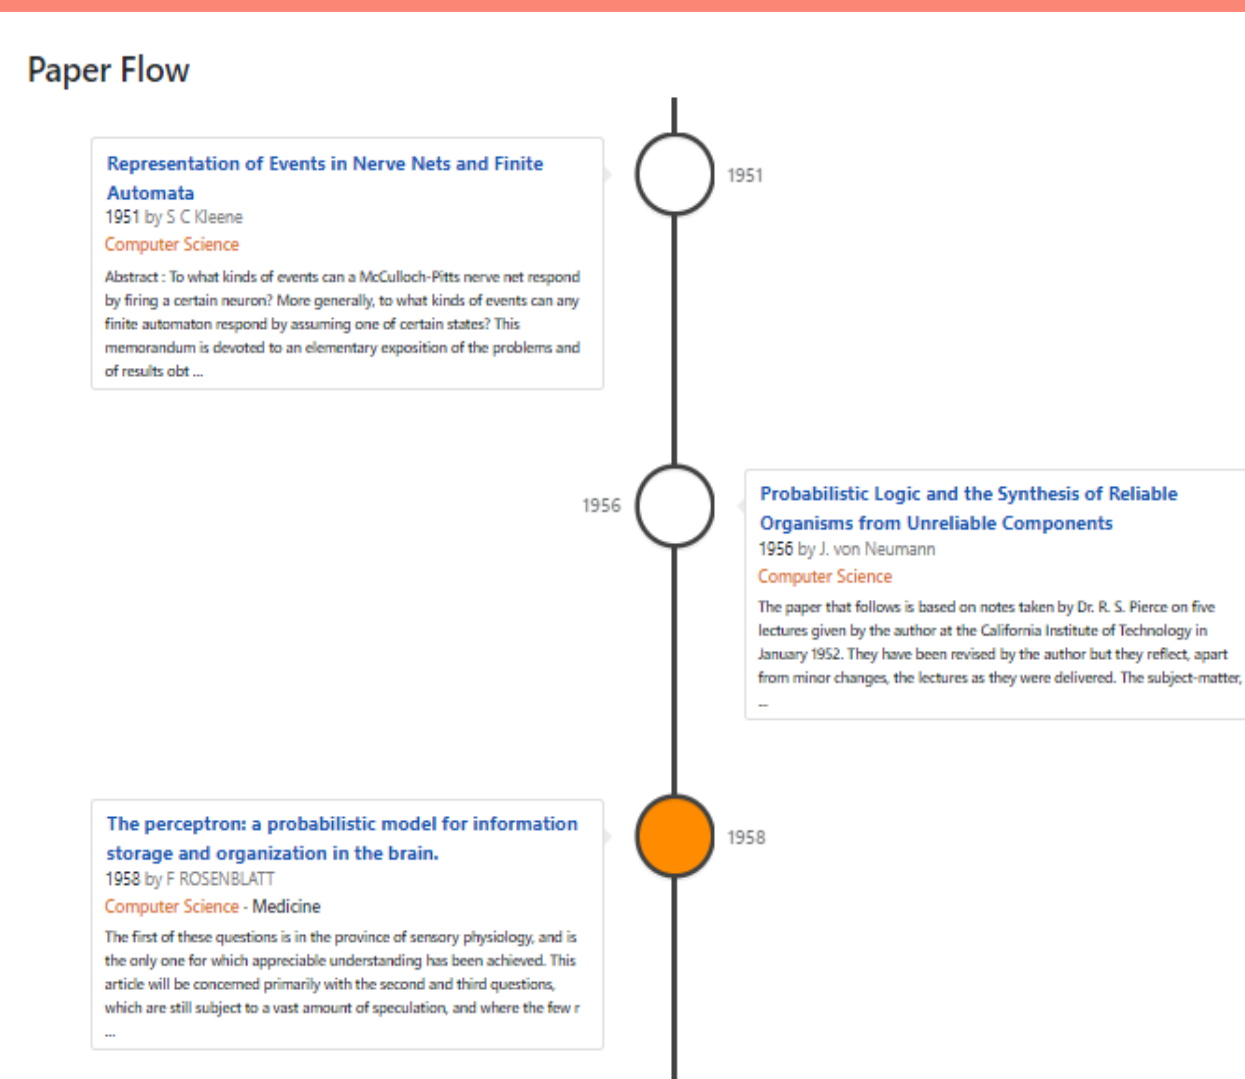 Paper Flow
Representation of Events in Nerve Nets and Finite
Automata
1951 by S C Kleene
Computer Science
Abstract : To what kinds of events can a McCulloch-Pitts nerve net respond
by firing a certain neuron? More generally, to what kinds of events can any
finite automaton respond by assuming one of certain states? This
memorandum is devoted to an elementary exposition of the problems and
of results obt ...
1951
1956
Probabilistic Logic and the Synthesis of Reliable
Organisms from Unreliable Components
1956 by J. von Neumann
Computer Science
The paper that follows is based on notes taken by Dr. R. S. Pierce on five
lectures given by the author at the California Institute of Technology in
January 1952. They have been revised by the author but they reflect, apart
from minor changes, the lectures as they were delivered. The subject-matter,
...
The perceptron: a probabilistic model for information
storage and organization in the brain.
1958 by F ROSENBLATT
Computer Science - Medicine
The first of these questions is in the province of sensory physiology, and is
the only one for which appreciable understanding has been achieved. This
article will be concerned primarily with the second and third questions,
which are still subject to a vast amount of speculation, and where the few r
...
1958